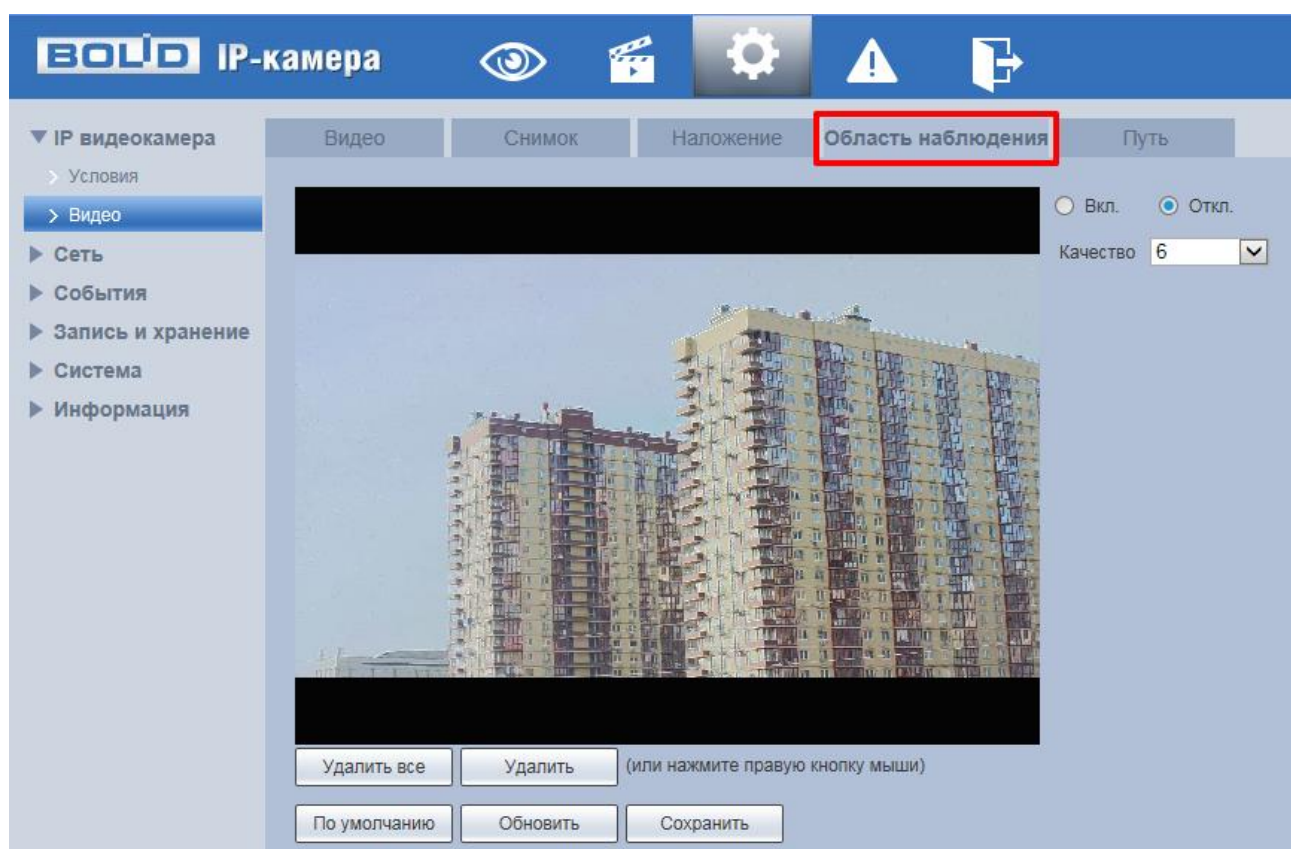 BOLID IP-камера
IP видеокамера
Условия
Видео
Сеть
События
Запись и хранение
Система
Информация
Видео Снимок Наложение Область наблюдения Путь
Вкл. Откл.
Качество 6
Удалить все Удалить (или нажмите правую кнопку мыши)
По умолчанию Обновить Сохранить